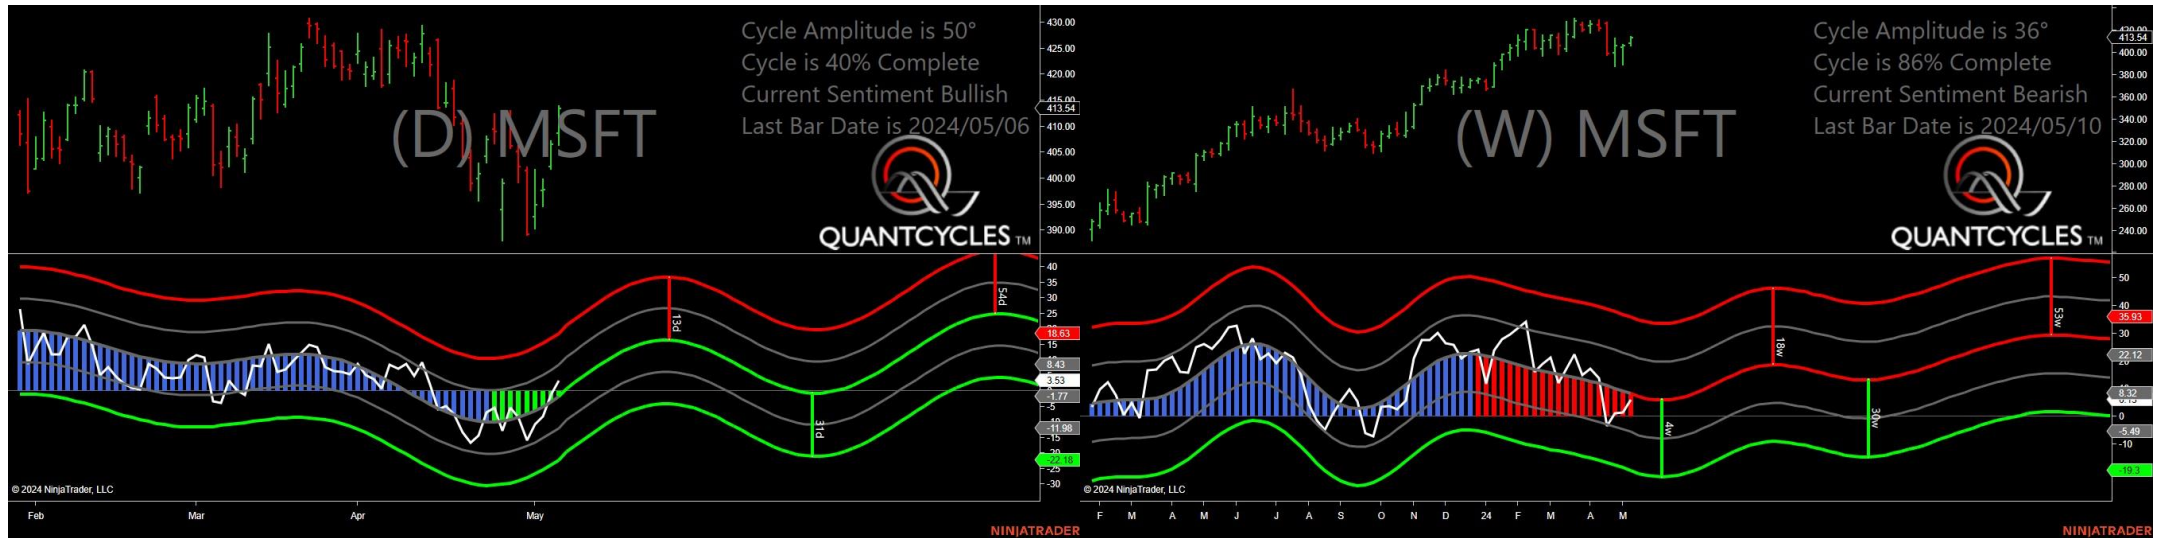 Cycle Amplitude is 50°
Cycle is 40% Complete
Current Sentiment Bullish
Last Bar Date is 2024/05/06
(D) MSFT
QUANTCYCLES TM
430.00
425.00
420.00
415.00
413.54
410.00
405.00
400.00
395.00
390.00
40
35
30
25
18.63
15
8.43
3.53
-1.77
-5
-11.98
-15
-22.18
-25
-30
13d
31d
54d
© 2024 NinjaTrader, LLC
Feb Mar Apr May
NINJATRADER
Cycle Amplitude is 36°
Cycle is 86% Complete
Current Sentiment Bearish
Last Bar Date is 2024/05/10
(W) MSFT
QUANTCYCLES TM
420.00
413.54
400.00
380.00
360.00
340.00
320.00
300.00
280.00
260.00
240.00
50
40
35.93
30
22.12
8.32
0
-5.49
-10
-19.3
4w
18w
30w
53w
© 2024 NinjaTrader, LLC
F M A M J J A S O N D 24 F M A M
NINJATRADER